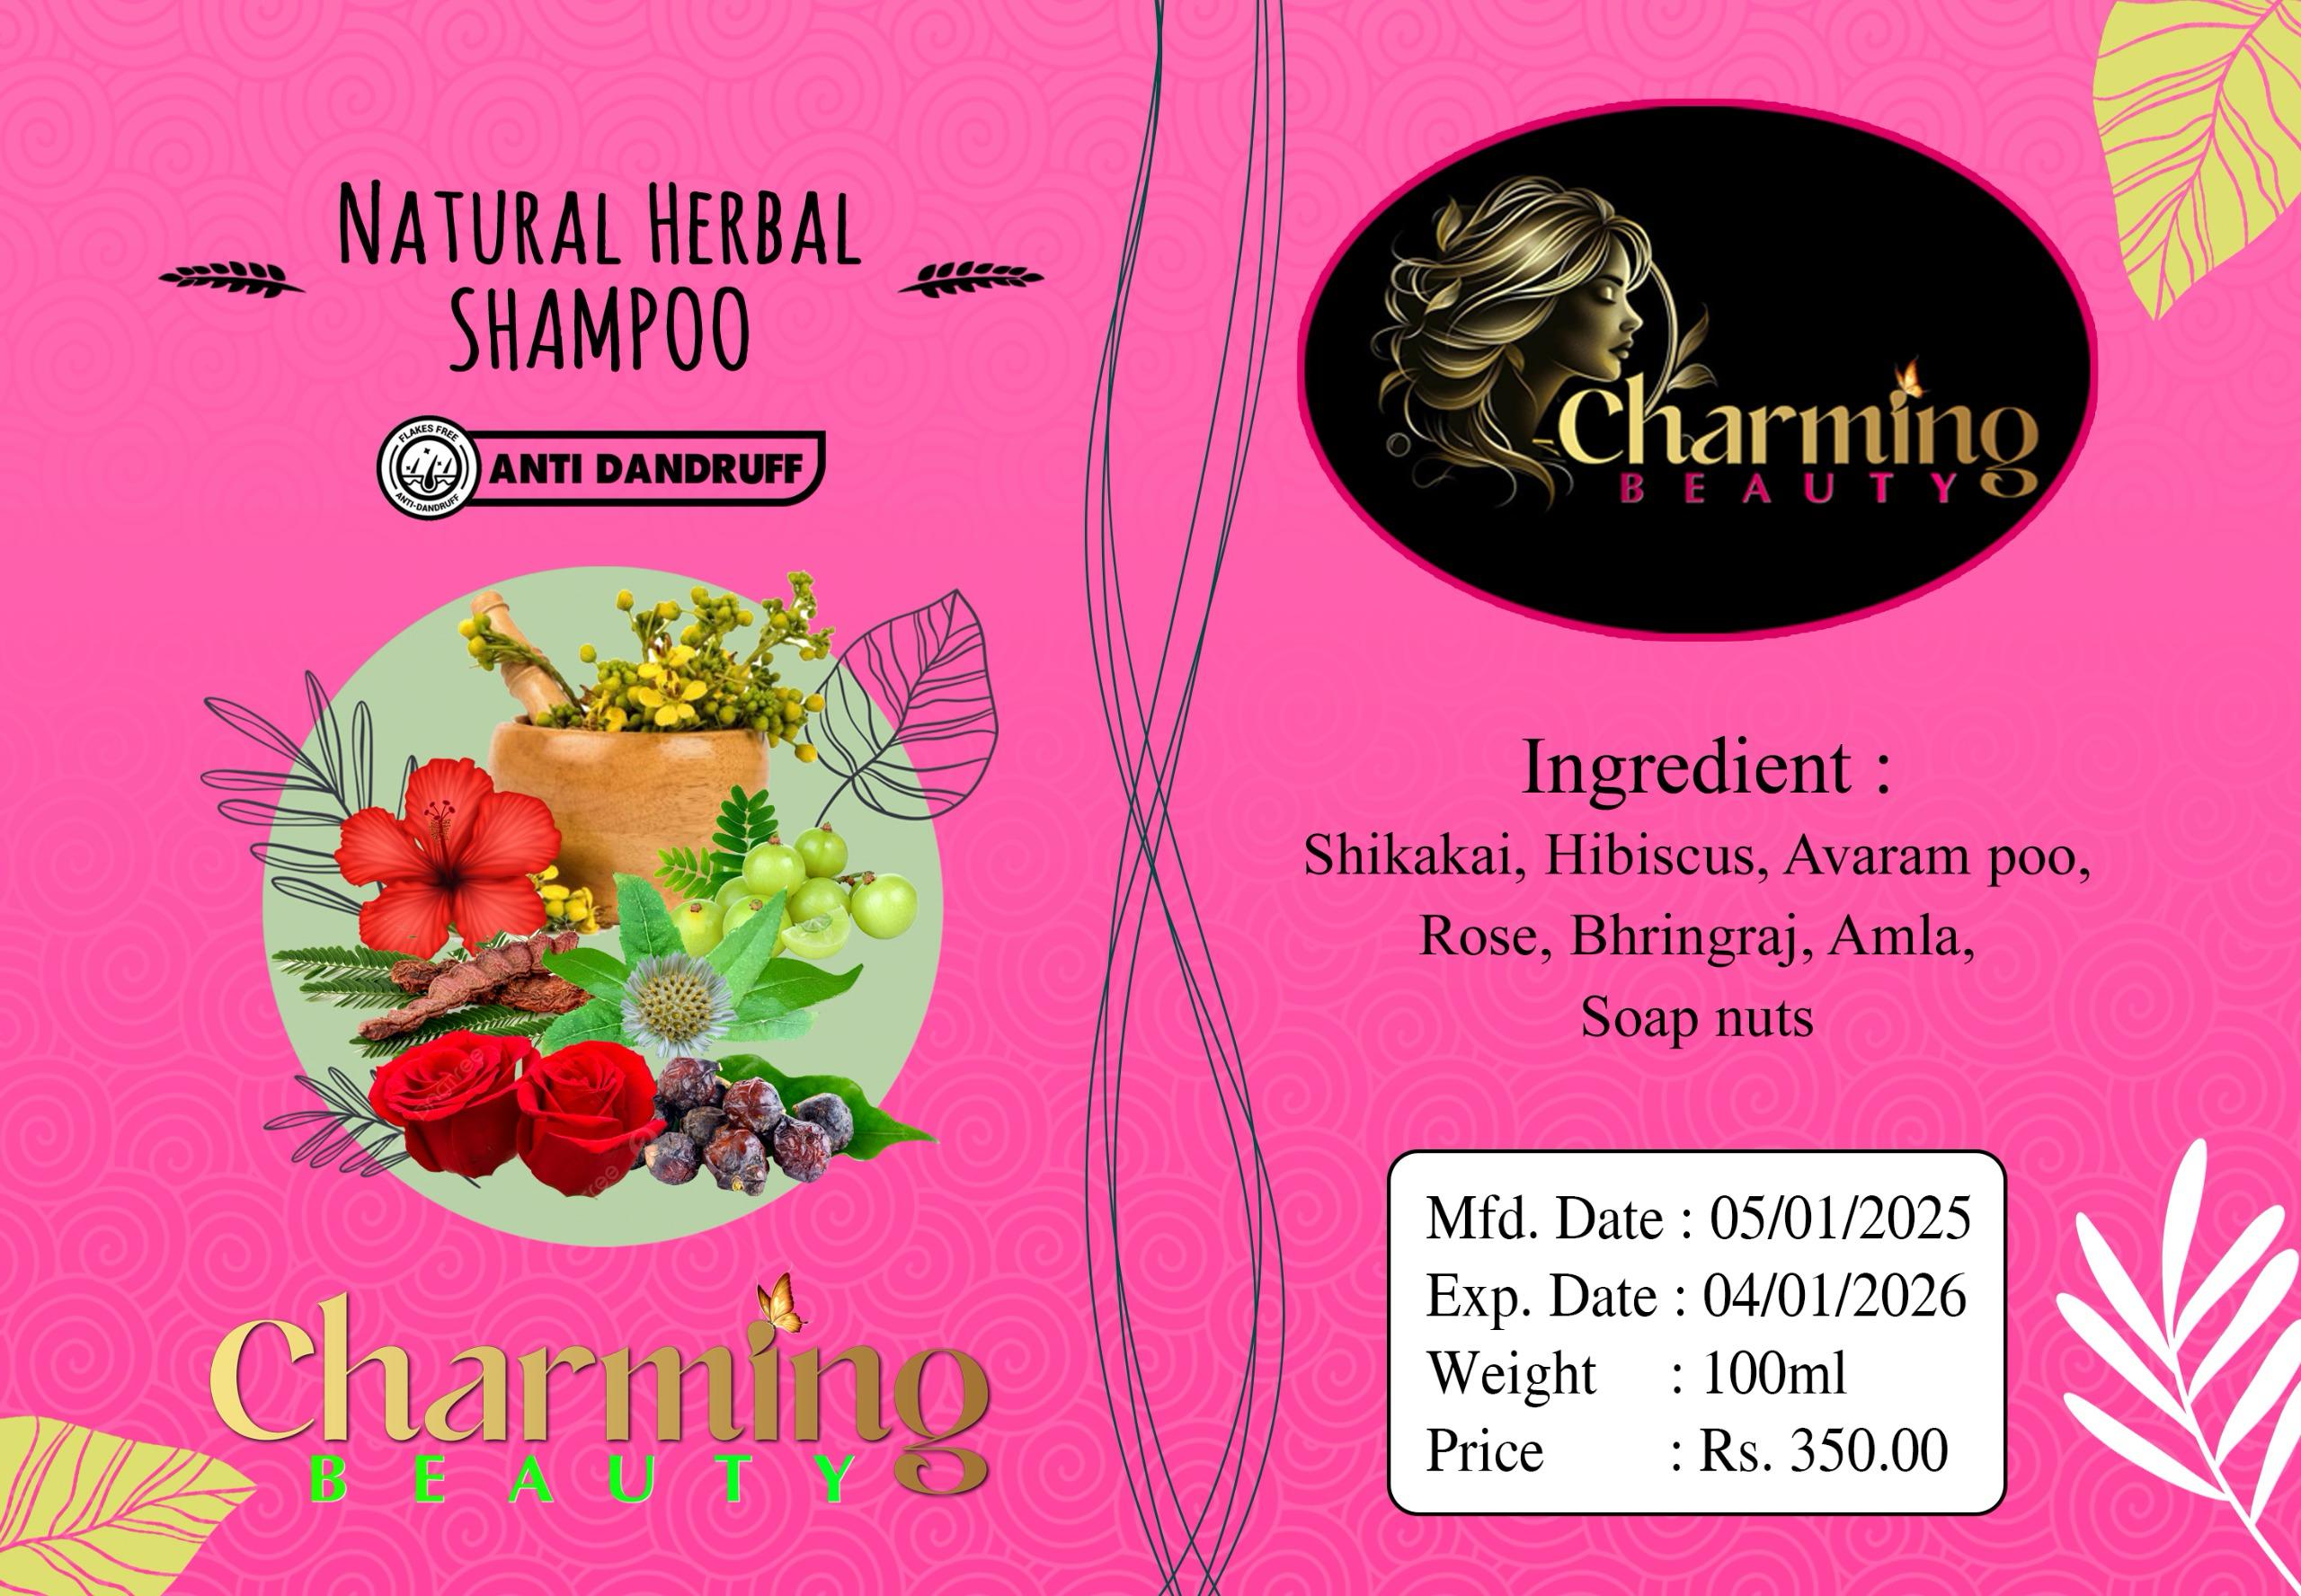 NATURAL HERBAL
SHAMPOO
FLAKES FREE
ANTI-DANDRUFF
ANTI DANDRUFF
Charming
BEAUTY
Charming
BEAUTY
Ingredient :
Shikakai, Hibiscus, Avaram poo,
Rose, Bhringraj, Amla,
Soap nuts
Mfd. Date : 05/01/2025
Exp. Date : 04/01/2026
Weight : 100ml
Price : Rs. 350.00